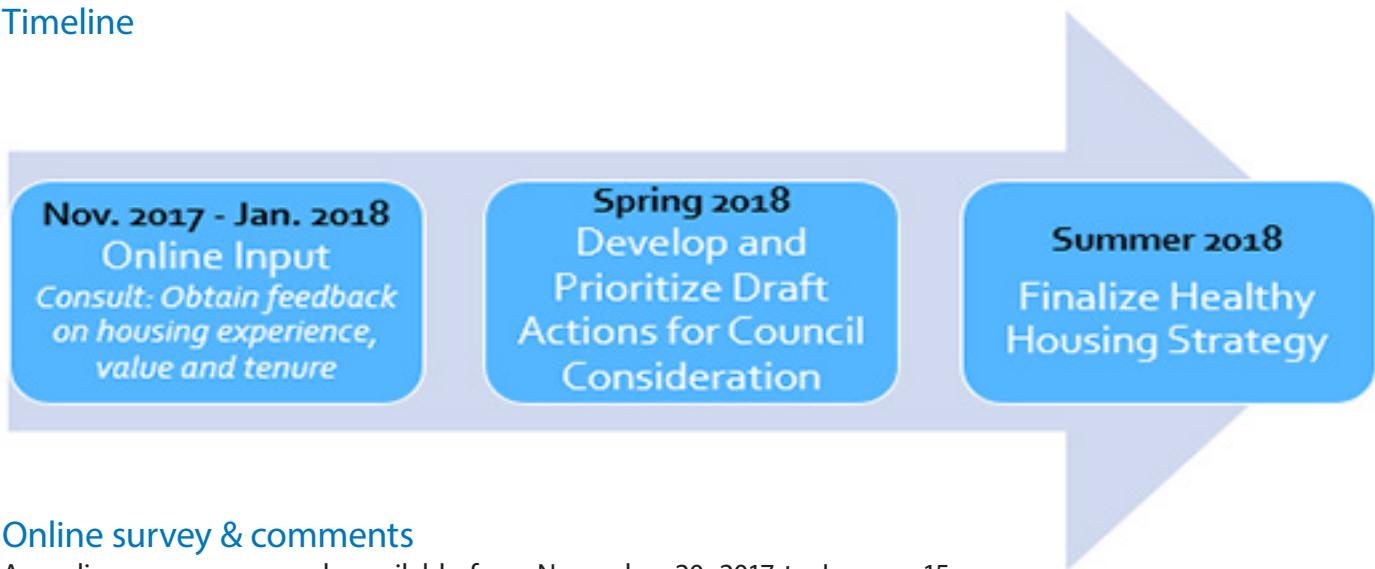 Timeline
Nov. 2017 - Jan. 2018
Online Input
Consult: Obtain feedback
on housing experience,
value and tenure
Spring 2018
Develop and
Prioritize Draft
Actions for Council
Consideration
Summer 2018
Finalize Healthy
Housing Strategy
Online survey & comments